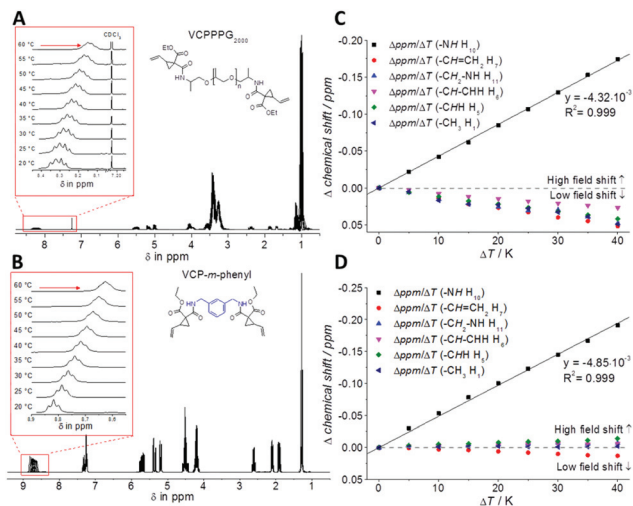 A
VCPPPG2000
CDCl3
60 °C
55 °C
50 °C
45 °C
40 °C
35 °C
30 °C
25 °C
20 °C
8.4 8.3 8.2 8.1 7.20
δ in ppm
EtO
O
O
NH
O
O
n
HN
O
O
OEt
8 7 6 5 4 3 2 1
δ in ppm
B
VCP-m-phenyl
60 °C
55 °C
50 °C
45 °C
40 °C
35 °C
30 °C
25 °C
20 °C
δ in ppm
O
O
HN
O
NH
O
O
O
9 8 7 6 5 4 3 2 1
δ in ppm
C
-0.20
-0.15
-0.10
-0.05
0.00
0.05
Δ chemical shift / ppm
Δppm/ΔT (-NH H10)
Δppm/ΔT (-CH=CH2 H7)
Δppm/ΔT (-CH2-NH H11)
Δppm/ΔT (-CH-CHH H6)
Δppm/ΔT (-CHH H5)
Δppm/ΔT (-CH3 H1)
y = -4.32·10-3
R2= 0.999
High field shift ↑
Low field shift ↓
0 10 20 30 40
ΔT / K
D
-0.25
-0.20
-0.15
-0.10
-0.05
0.00
0.05
Δ chemical shift / ppm
Δppm/ΔT (-NH H10)
Δppm/ΔT (-CH=CH2 H7)
Δppm/ΔT (-CH2-NH H11)
Δppm/ΔT (-CH-CHH H6)
Δppm/ΔT (-CHH H5)
Δppm/ΔT (-CH3 H1)
y = -4.85·10-3
R2 = 0.999
High field shift ↑
Low field shift ↓
0 10 20 30 40
ΔT / K